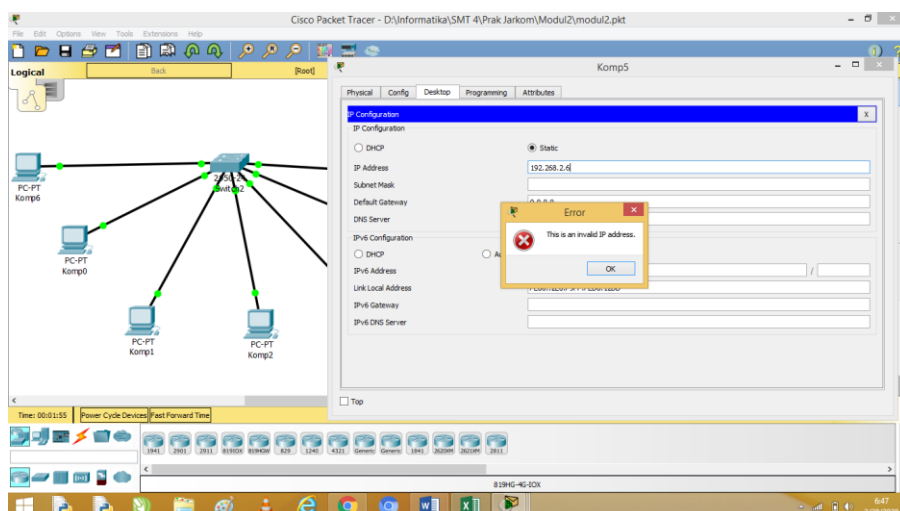 Cisco Packet Tracer - D:\Informatika\SMT 4\Prak Jarkom\Modul2\modul2.pkt
File Edit Options View Tools Extensions Help
Logical Back [Root]
Komp5
Physical Config Desktop Programming Attributes
IP Configuration X
IP Configuration
DHCP Static
IP Address 192.268.2.6
Subnet Mask
Default Gateway
DNS Server
Error
This is an invalid IP address.
OK
IPv6 Configuration
DHCP
IPv6 Address /
Link Local Address
IPv6 Gateway
IPv6 DNS Server
Top
PC-PT
Komp6
Switch2
PC-PT
Komp0
PC-PT
Komp1
PC-PT
Komp2
Time: 00:01:55 Power Cycle Devices Fast Forward Time
1941 2901 2911 819IOX 819HGW 829 1240 4321 Generic Generic 1841 2620XM 2621XM 2811
819HG-4G-IOX
6:47